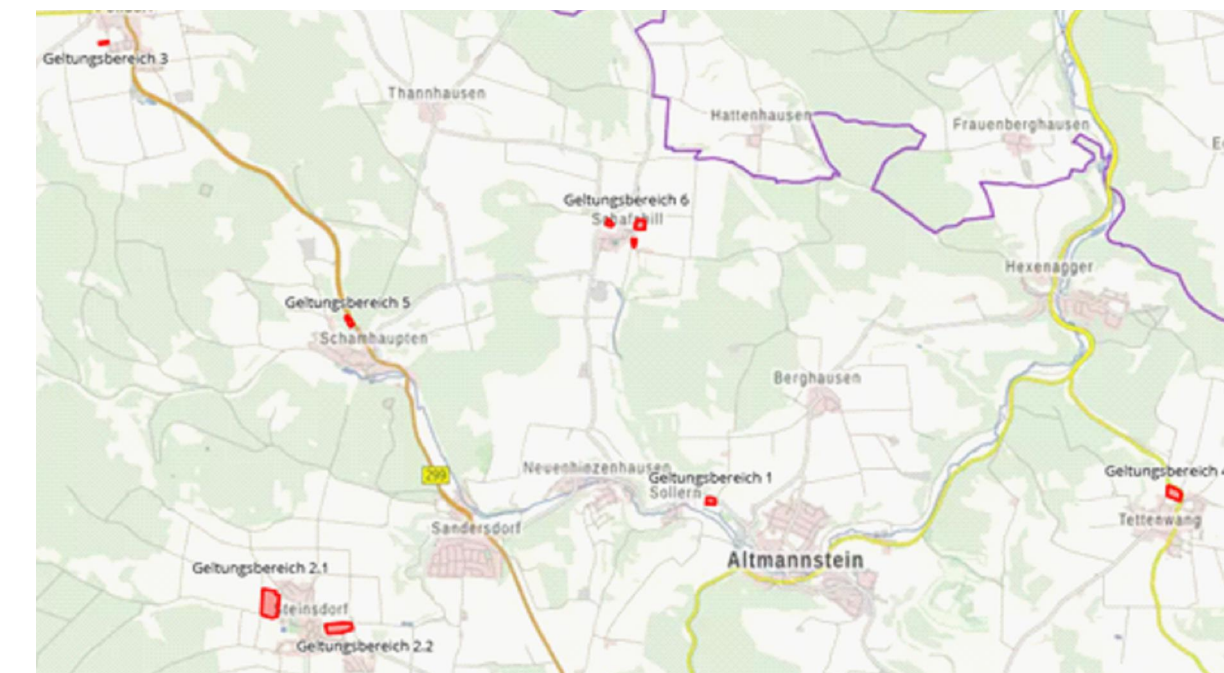 Geltungsbereich 3
Thannhausen
Hattenhausen
Frauenberghausen
Geltungsbereich 6
Hexenagger
Geltungsbereich 5
Schamhaupten
Berghausen
Neuenhinzenhausen
299
Geltungsbereich 1
Sollern
Geltungsbereich 4
Tettenwang
Sandersdorf
Altmannstein
Geltungsbereich 2.1
Steinsdorf
Geltungsbereich 2.2